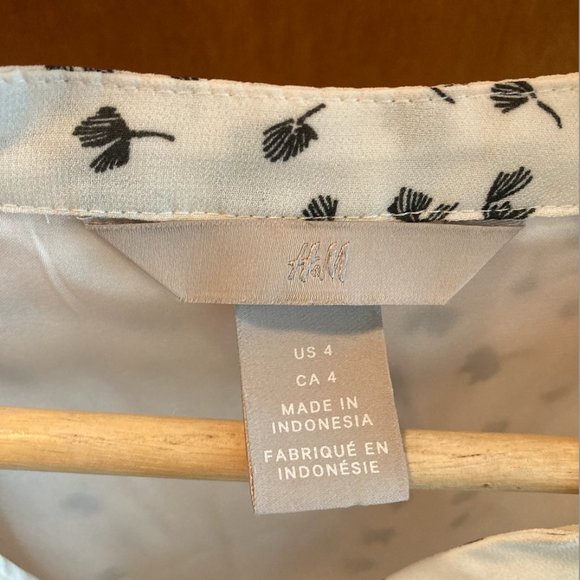 H&M
US 4
CA 4
MADE IN
INDONESIA
FABRIQUÉ EN
INDONÉSIE